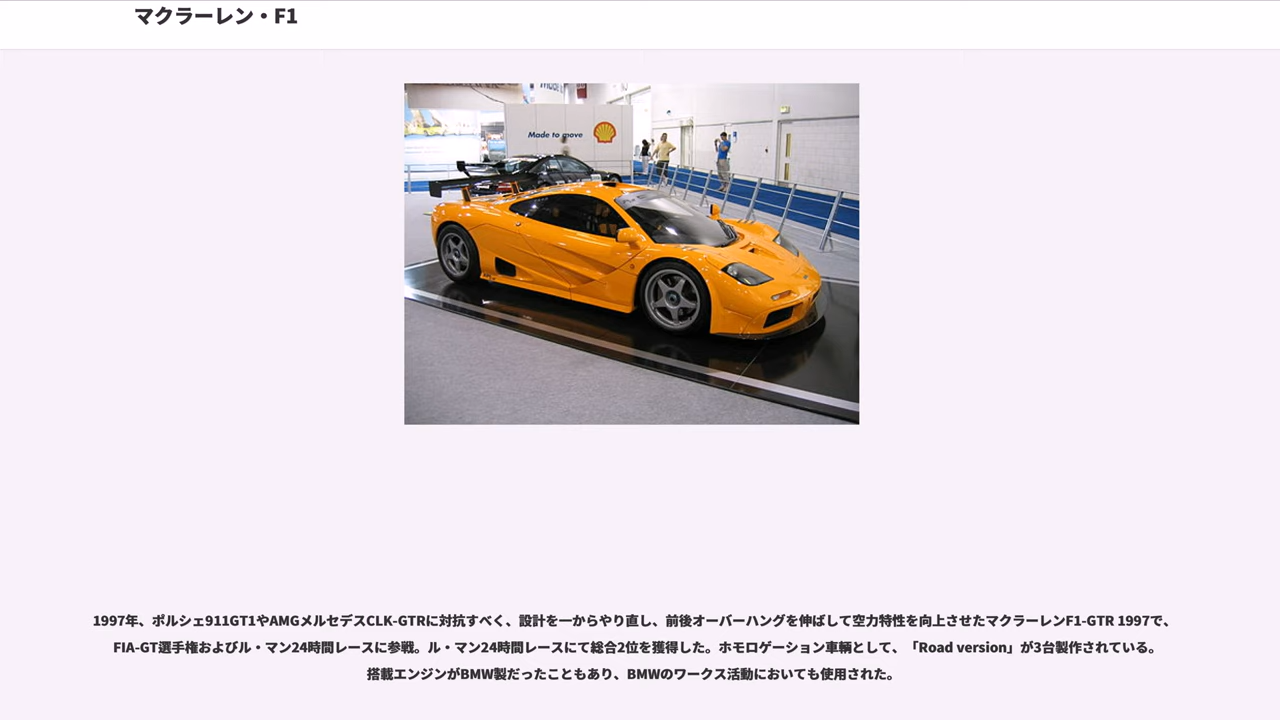 マクラーレン・F1
Made to move
1997年、ポルシェ911GT1やAMGメルセデスCLK-GTRに対抗すべく、設計を一からやり直し、前後オーバーハングを伸ばして空力特性を向上させたマクラーレンF1-GTR 1997で、
FIA-GT選手権およびル・マン24時間レースに参戦。ル・マン24時間レースにて総合2位を獲得した。ホモロゲーション車輌として、「Road version」が3台製作されている。
搭載エンジンがBMW製だったこともあり、BMWのワークス活動においても使用された。